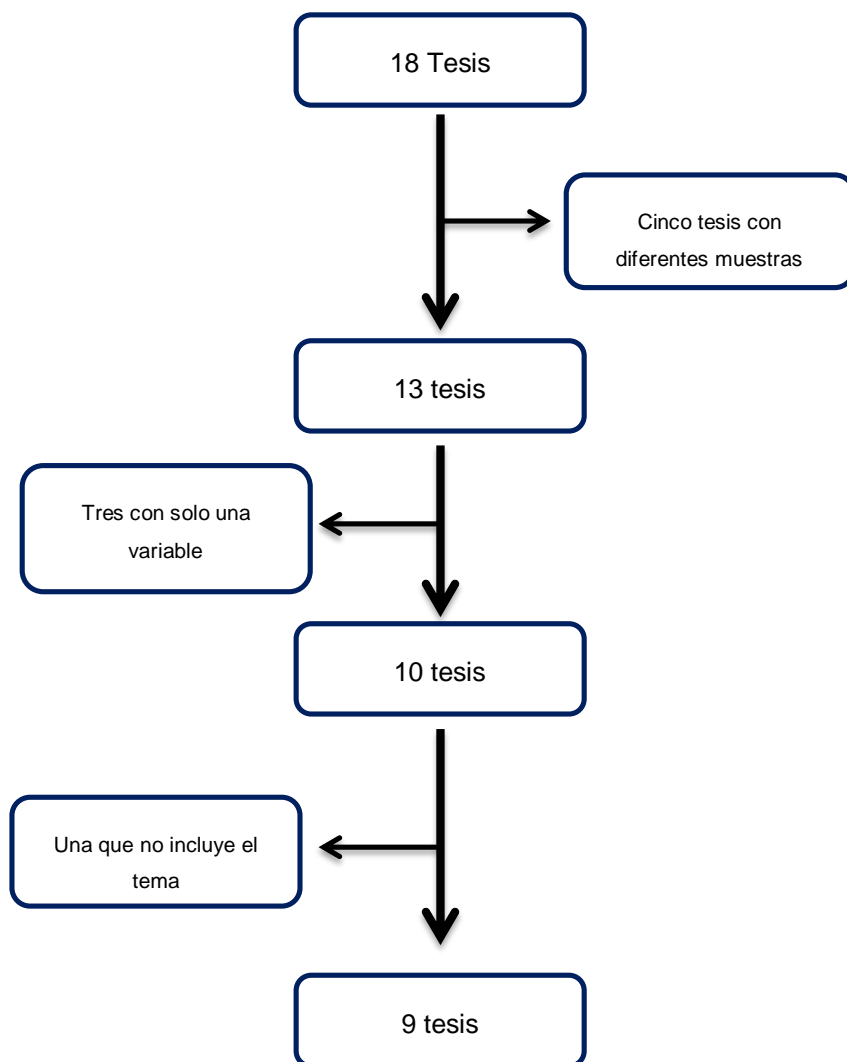 18 Tesis
Cinco tesis con
diferentes muestras
13 tesis
Tres con solo una
variable
10 tesis
Una que no incluye el
tema
9 tesis